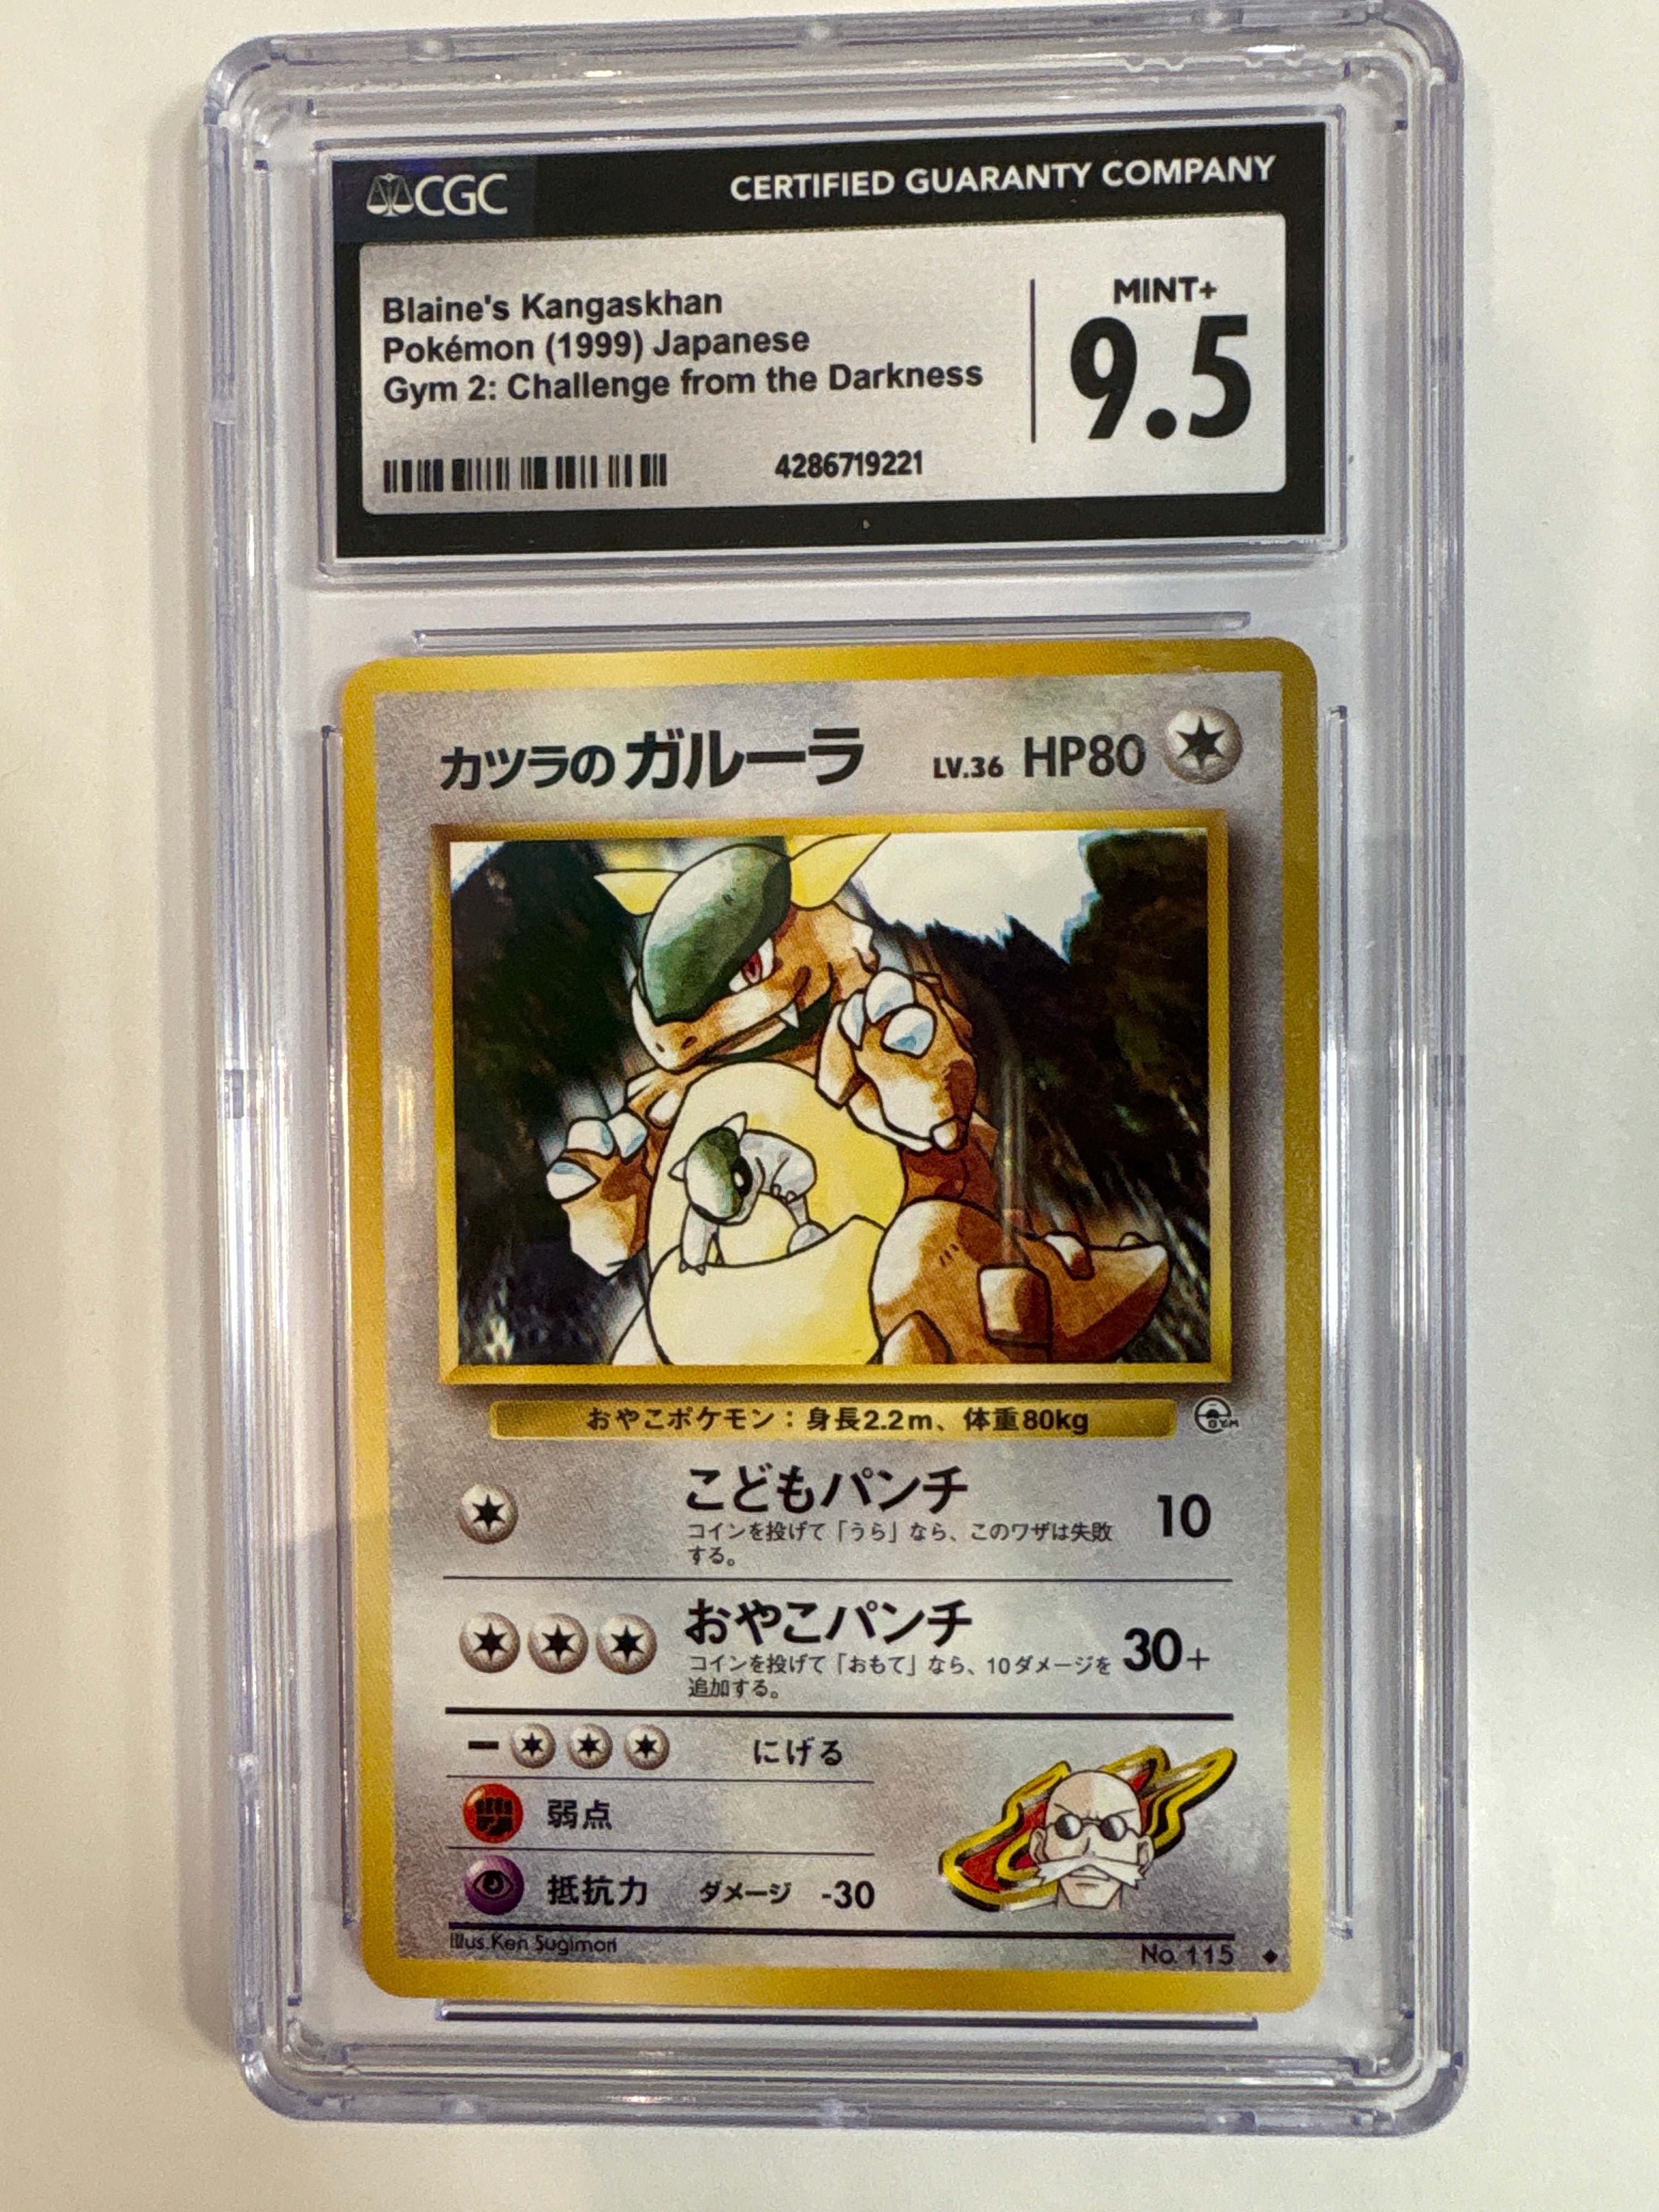 CGC
CERTIFIED GUARANTY COMPANY
Blaine's Kangaskhan
Pokémon (1999) Japanese
Gym 2: Challenge from the Darkness
MINT+
9.5
4286719221
カツラのガルーラ LV.36 HP80
おやこポケモン：身長2.2m、体重80kg
GYM
こどもパンチ
コインを投げて「うら」なら、このワザは失敗
する。
10
おやこパンチ
コインを投げて「おもて」なら、10ダメージを
追加する。
30+
にげる
弱点
抵抗力 ダメージ -30
Illus. Ken Sugimori
No. 115